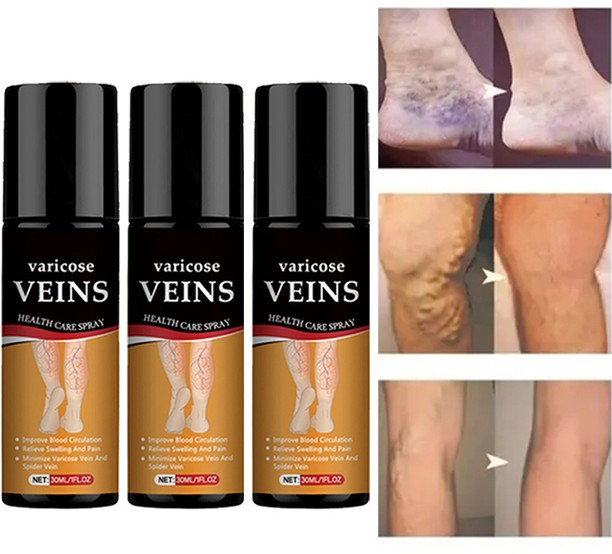 varicose
VEINS
HEALTH CARE SPRAY
Improve Blood Circulation
Relieve Swelling And Pain
Minimize Varicose Vein And
Spider Vein
NET: 30ML/1FL.OZ
varicose
VEINS
HEALTH CARE SPRAY
Improve Blood Circulation
Relieve Swelling And Pain
Minimize Varicose Vein And
Spider Vein
NET: 30ML/1FL.OZ
varicose
VEINS
HEALTH CARE SPRAY
Improve Blood Circulation
Relieve Swelling And Pain
Minimize Varicose Vein And
Spider Vein
NET: 30ML/1FL.OZ